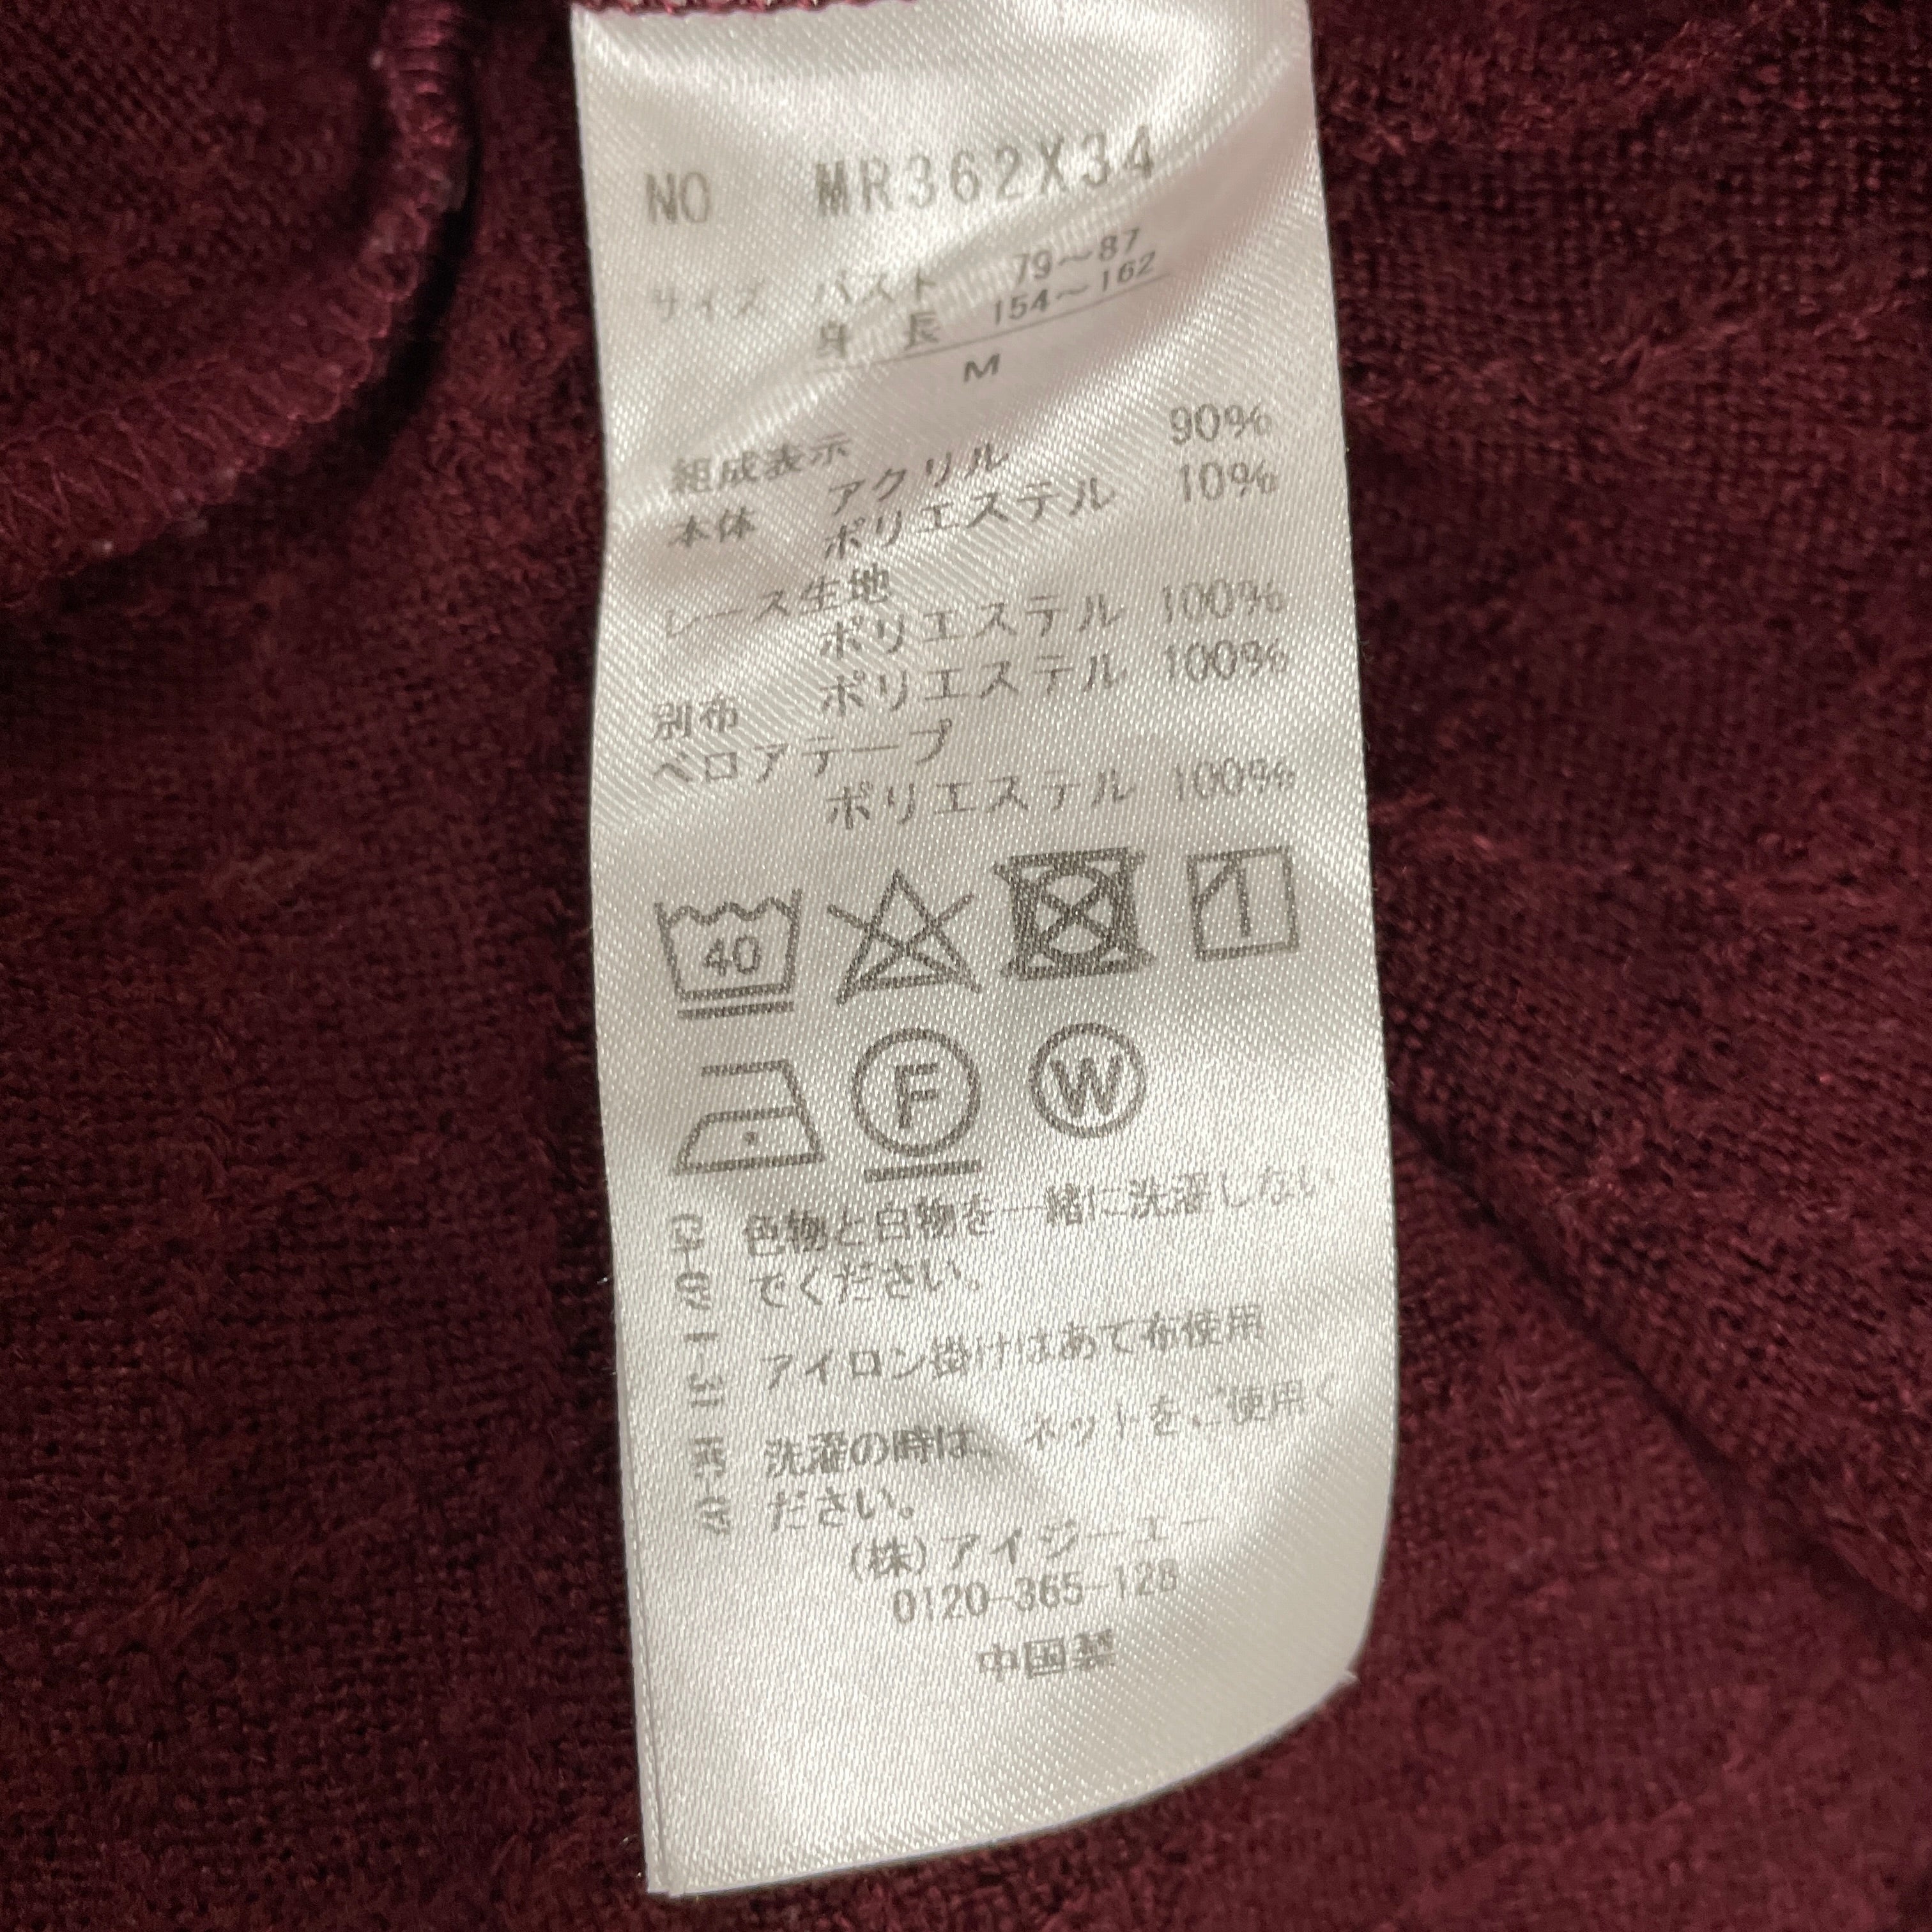 NO MR362X34
サイズ バスト 79～87
身 長 154～162
M
組成表示
本体 アクリル 90%
ポリエステル 10%
レース生地
ポリエステル 100%
別布 ポリエステル 100%
ベロアテープ
ポリエステル 100%
40
F W
色物と白物を一緒に洗濯しない
でください。
アイロン掛けはあて布使用
洗濯の時は、ネットをご使用く
ださい。
(株)アイジーエー
0120-365-128
中国製